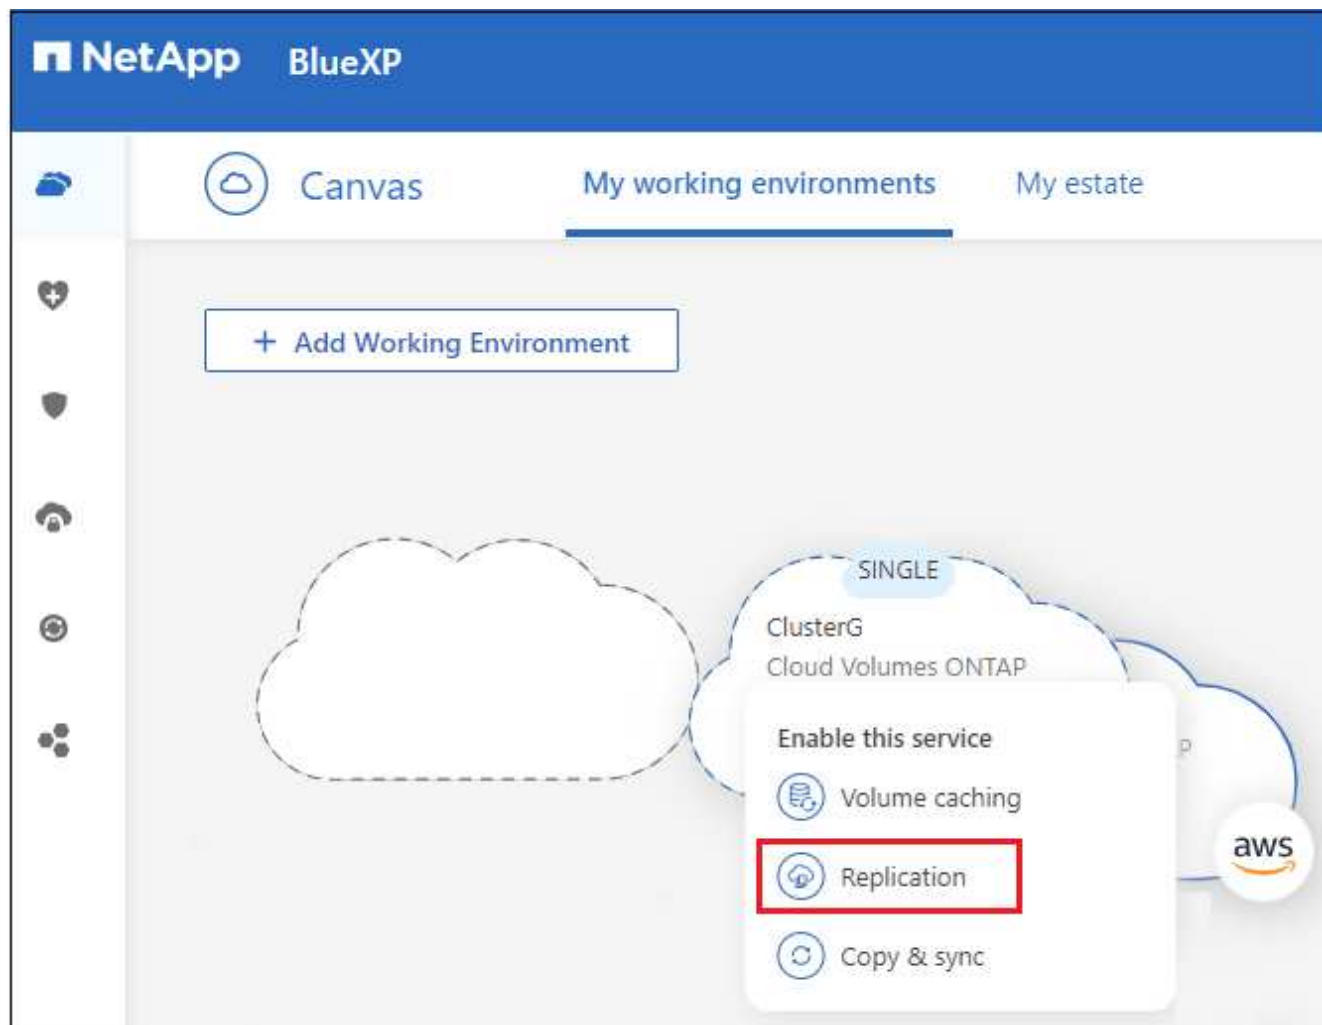 NetApp BlueXP
Canvas My working environments My estate
+ Add Working Environment
SINGLE
ClusterG
Cloud Volumes ONTAP
Enable this service
P
Volume caching
aws
Replication
Copy & sync